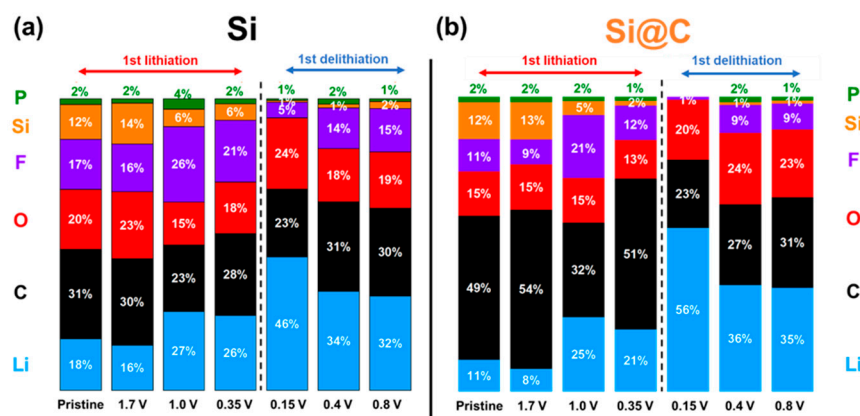 (a) Si (b) Si@C
1st lithiation 1st delithiation 1st lithiation 1st delithiation
P 2% 2% 4% 2% 1% 2% 1% 2% 2% 2% 2% 2% 1% P
Si 12% 14% 6% 6% 1% 1% 2% 12% 13% 5% 2% 1% 1% Si
F 17% 16% 26% 21% 5% 14% 15% 11% 9% 21% 12% 1% 9% 9% F
O 20% 23% 15% 18% 24% 18% 19% 15% 15% 15% 13% 20% 24% 23% O
C 31% 30% 23% 28% 23% 31% 30% 49% 54% 32% 51% 23% 27% 31% C
Li 18% 16% 27% 26% 46% 34% 32% 11% 8% 25% 21% 56% 36% 35% Li
Pristine 1.7 V 1.0 V 0.35 V 0.15 V 0.4 V 0.8 V Pristine 1.7 V 1.0 V 0.35 V 0.15 V 0.4 V 0.8 V